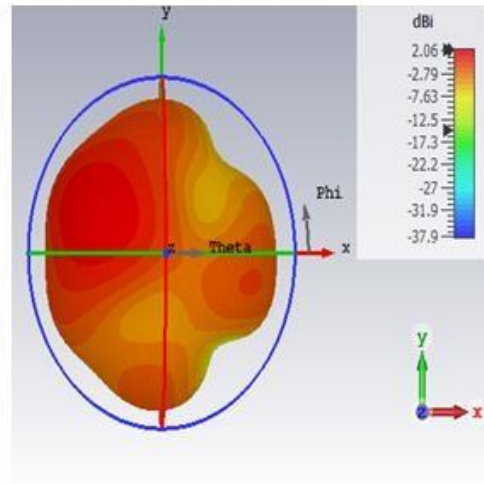 y
dBi
2.06
-2.79
-7.63
-12.5
-17.3
-22.2
-27
-31.9
-37.9
Phi
z Theta x
y
z x